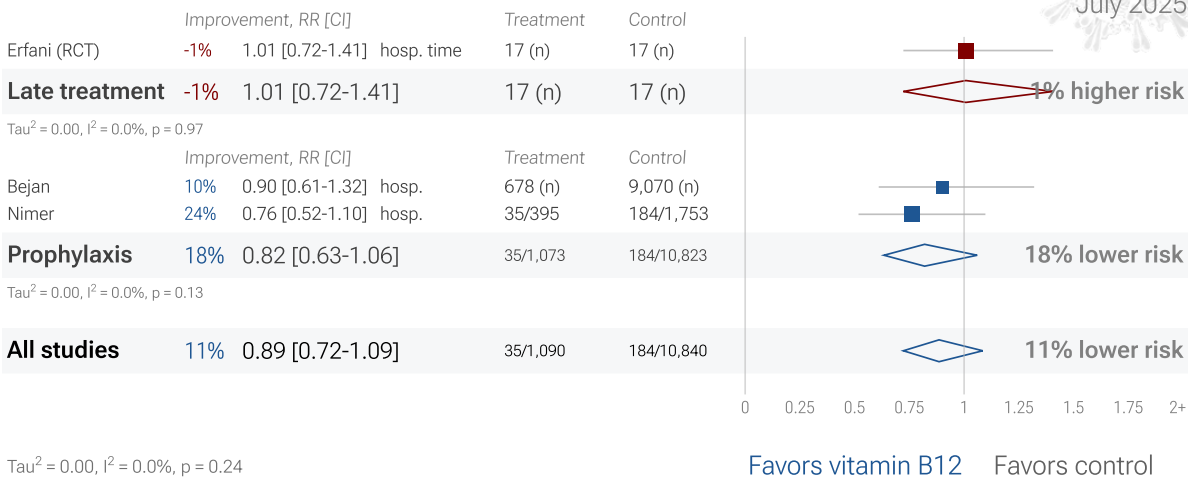 July 2025
Improvement, RR [CI] Treatment Control
Erfani (RCT) -1% 1.01 [0.72-1.41] hosp. time 17 (n) 17 (n)
Late treatment -1% 1.01 [0.72-1.41] 17 (n) 17 (n) 1% higher risk
Tau² = 0.00, I² = 0.0%, p = 0.97
Improvement, RR [CI] Treatment Control
Bejan 10% 0.90 [0.61-1.32] hosp. 678 (n) 9,070 (n)
Nimer 24% 0.76 [0.52-1.10] hosp. 35/395 184/1,753
Prophylaxis 18% 0.82 [0.63-1.06] 35/1,073 184/10,823 18% lower risk
Tau² = 0.00, I² = 0.0%, p = 0.13
All studies 11% 0.89 [0.72-1.09] 35/1,090 184/10,840 11% lower risk
0 0.25 0.5 0.75 1 1.25 1.5 1.75 2+
Tau² = 0.00, I² = 0.0%, p = 0.24 Favors vitamin B12 Favors control